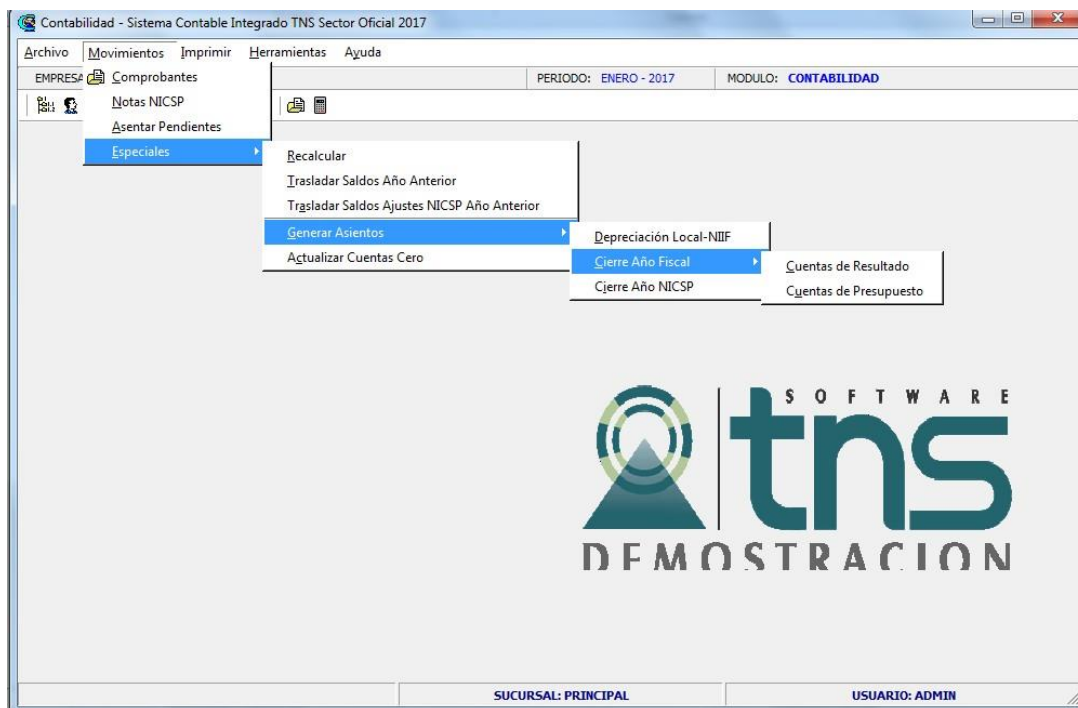 Contabilidad - Sistema Contable Integrado TNS Sector Oficial 2017
Archivo Movimientos Imprimir Herramientas Ayuda
EMPRESA PERIODO: ENERO - 2017 MODULO: CONTABILIDAD
Comprobantes
Notas NICSP
Asentar Pendientes
Especiales
Recalcular
Trasladar Saldos Año Anterior
Trasladar Saldos Ajustes NICSP Año Anterior
Generar Asientos
Actualizar Cuentas Cero
Depreciación Local-NIIF
Cierre Año Fiscal
Cierre Año NICSP
Cuentas de Resultado
Cuentas de Presupuesto
SOFTWARE
tns
DEMOSTRACION
SUCURSAL: PRINCIPAL USUARIO: ADMIN